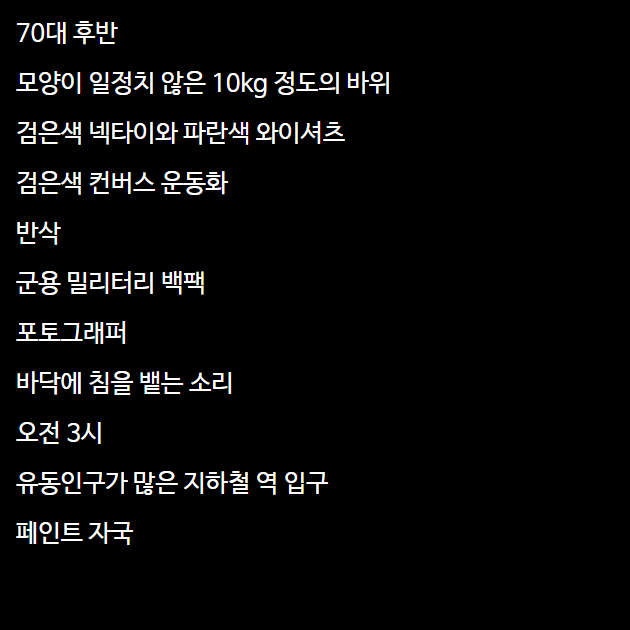 70대 후반
모양이 일정치 않은 10kg 정도의 바위
검은색 넥타이와 파란색 와이셔츠
검은색 컨버스 운동화
반삭
군용 밀리터리 백팩
포토그래퍼
바닥에 침을 뱉는 소리
오전 3시
유동인구가 많은 지하철 역 입구
페인트 자국